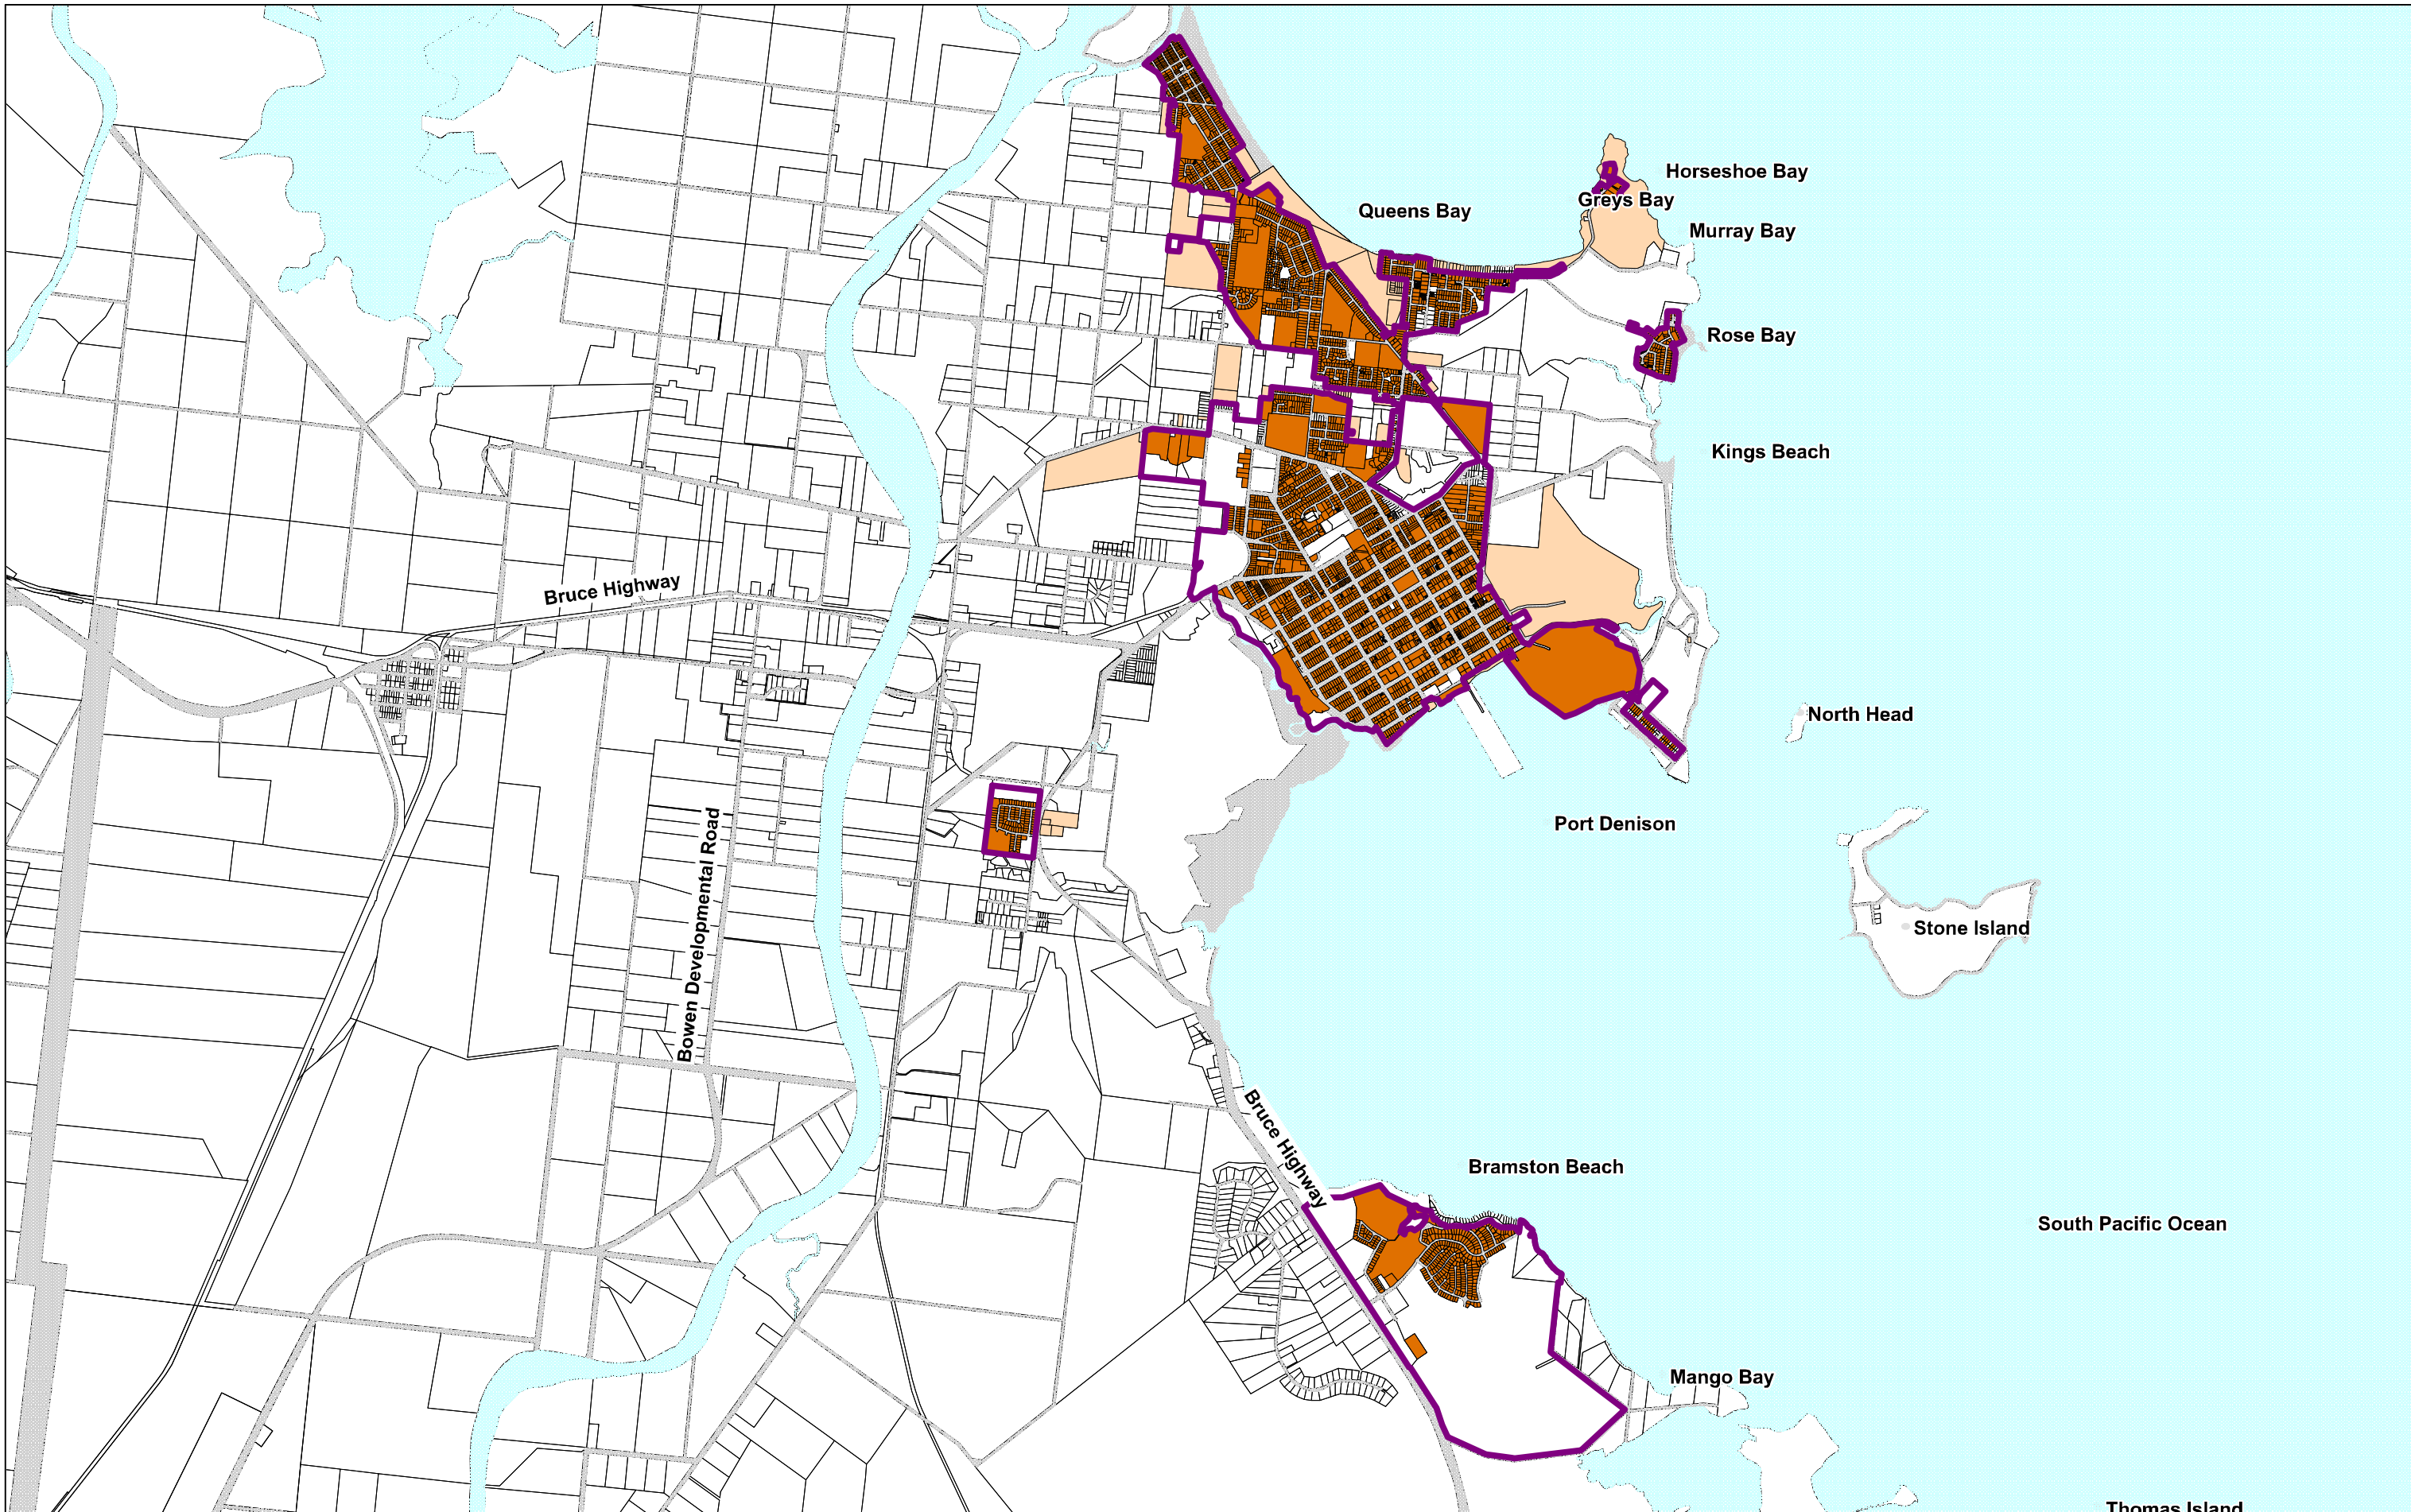 Horseshoe Bay
Greys Bay
Queens Bay
Murray Bay
Rose Bay
Kings Beach
Bruce Highway
North Head
Port Denison
Bowen Developmental Road
Stone Island
Bruce Highway
Bramston Beach
South Pacific Ocean
Mango Bay
Thomas Island